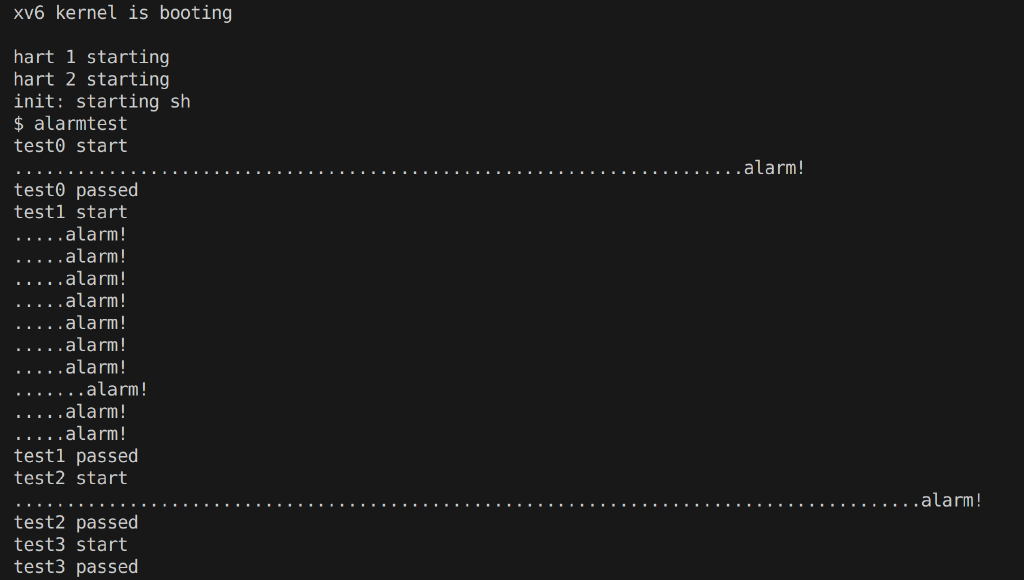 xv6 kernel is booting
hart 1 starting
hart 2 starting
init: starting sh
$ alarmtest
test0 start
......................................................................alarm!
test0 passed
test1 start
.....alarm!
.....alarm!
.....alarm!
.....alarm!
.....alarm!
.....alarm!
.....alarm!
.......alarm!
.....alarm!
.....alarm!
test1 passed
test2 start
.......................................................................................alarm!
test2 passed
test3 start
test3 passed